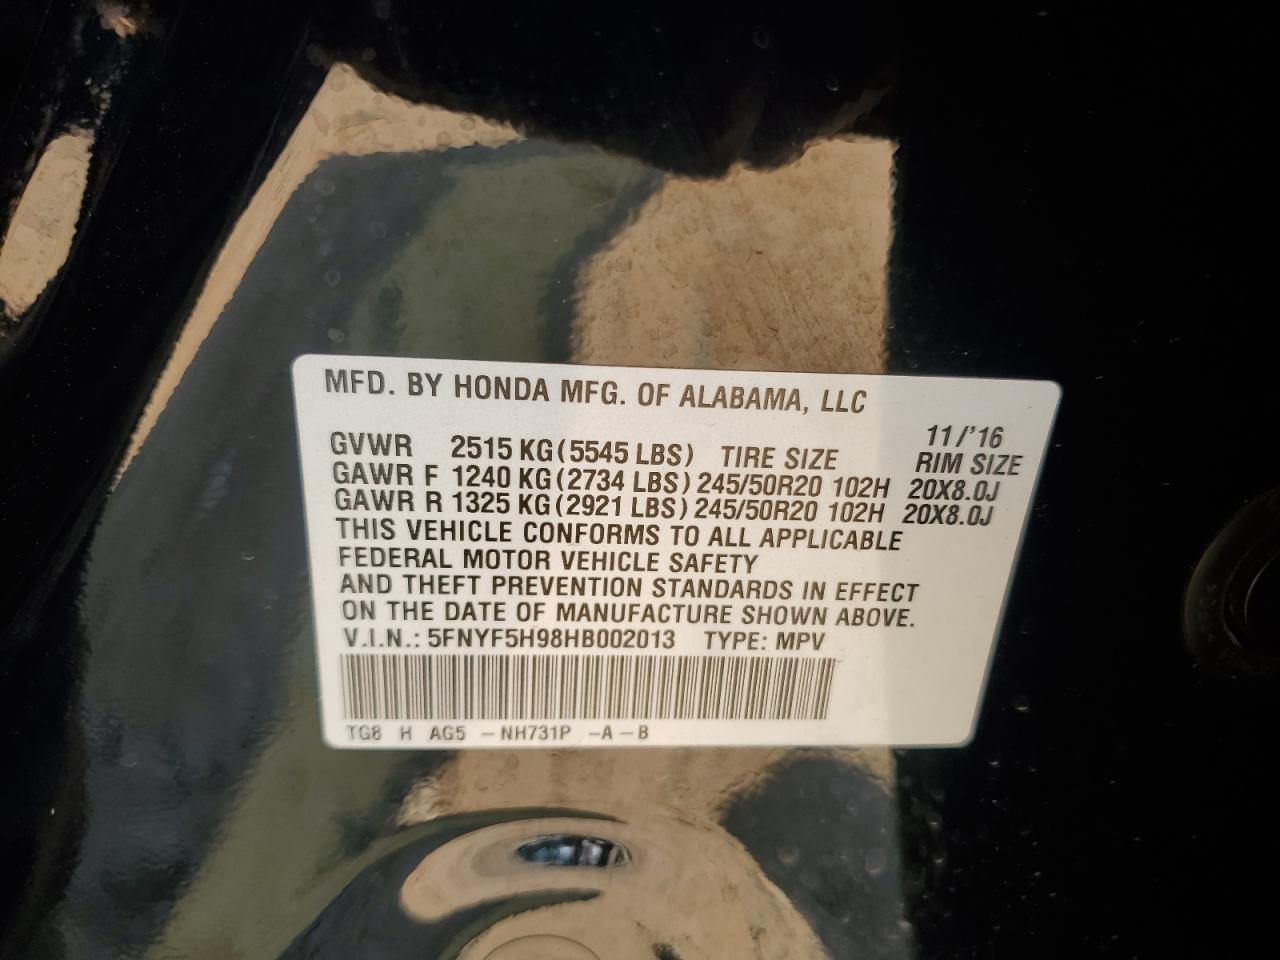 MFD. BY HONDA MFG. OF ALABAMA, LLC
11/'16
GVWR 2515 KG (5545 LBS) TIRE SIZE RIM SIZE
GAWR F 1240 KG (2734 LBS) 245/50R20 102H 20X8.0J
GAWR R 1325 KG (2921 LBS) 245/50R20 102H 20X8.0J
THIS VEHICLE CONFORMS TO ALL APPLICABLE
FEDERAL MOTOR VEHICLE SAFETY
AND THEFT PREVENTION STANDARDS IN EFFECT
ON THE DATE OF MANUFACTURE SHOWN ABOVE.
V.I.N.: 5FNYF5H98HB002013 TYPE: MPV
TG8 H AG5 – NH731P –A – B